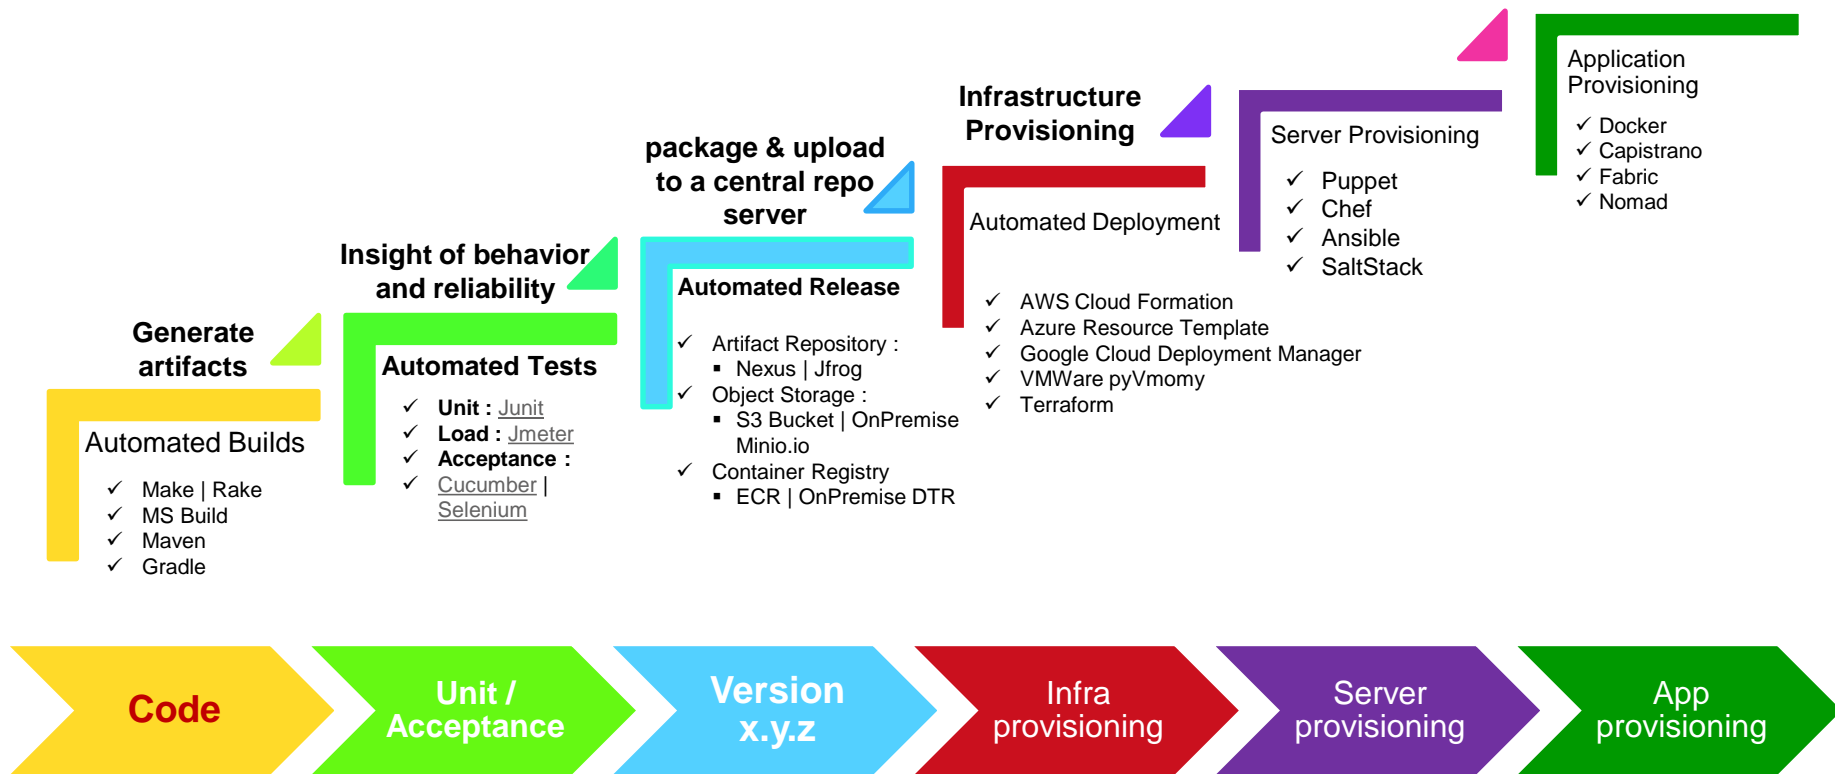 Generate
artifacts
Automated Builds
✓ Make | Rake
✓ MS Build
✓ Maven
✓ Gradle
Insight of behavior
and reliability
Automated Tests
✓ Unit : Junit
✓ Load : Jmeter
✓ Acceptance :
✓ Cucumber |
Selenium
package & upload
to a central repo
server
Automated Release
✓ Artifact Repository :
▪ Nexus | Jfrog
✓ Object Storage :
▪ S3 Bucket | OnPremise
Minio.io
✓ Container Registry
▪ ECR | OnPremise DTR
Infrastructure
Provisioning
Automated Deployment
✓ AWS Cloud Formation
✓ Azure Resource Template
✓ Google Cloud Deployment Manager
✓ VMWare pyVmomy
✓ Terraform
Server Provisioning
✓ Puppet
✓ Chef
✓ Ansible
✓ SaltStack
Application
Provisioning
✓ Docker
✓ Capistrano
✓ Fabric
✓ Nomad
Code
Unit /
Acceptance
Version
x.y.z
Infra
provisioning
Server
provisioning
App
provisioning